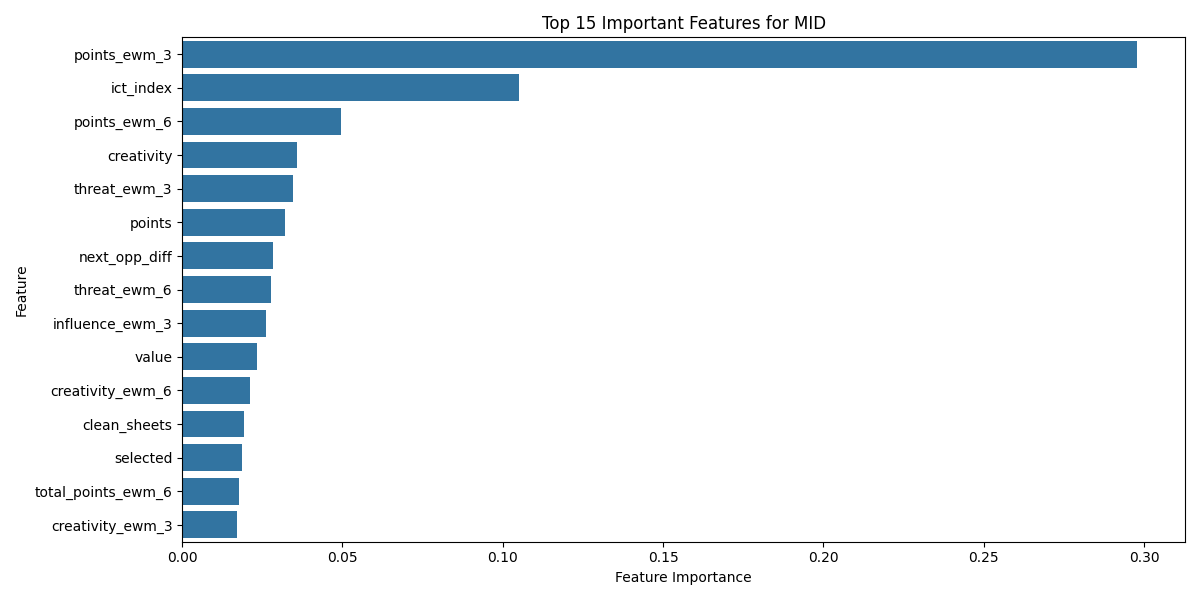 Top 15 Important Features for MID
Feature
points_ewm_3
ict_index
points_ewm_6
creativity
threat_ewm_3
points
next_opp_diff
threat_ewm_6
influence_ewm_3
value
creativity_ewm_6
clean_sheets
selected
total_points_ewm_6
creativity_ewm_3
0.00 0.05 0.10 0.15 0.20 0.25 0.30
Feature Importance